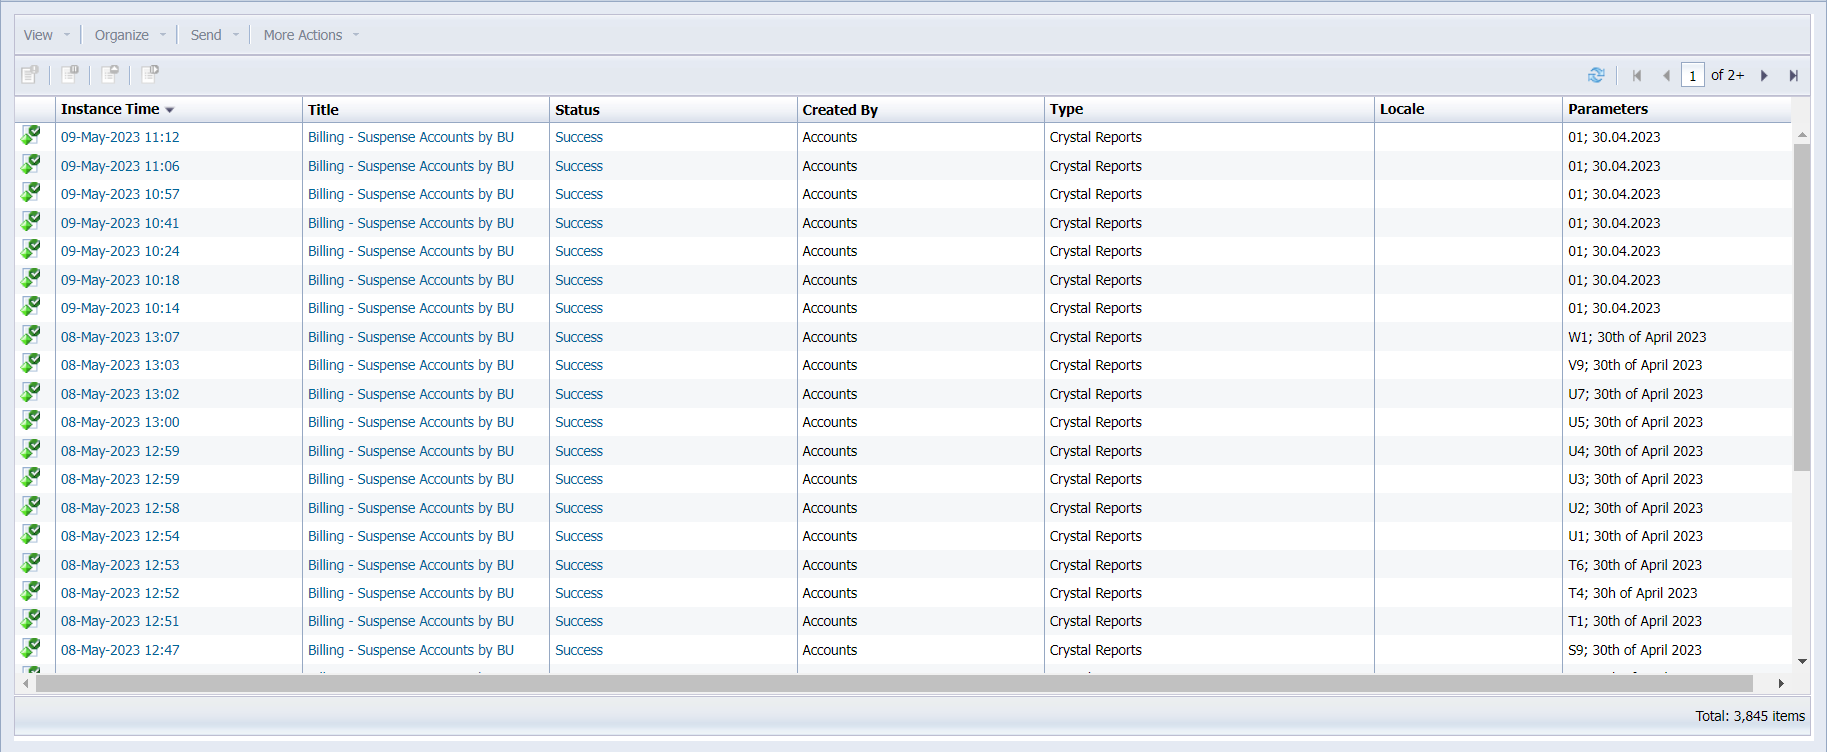 View Organize Send More Actions
1 of 2+
Instance Time Title Status Created By Type Locale Parameters
09-May-2023 11:12 Billing - Suspense Accounts by BU Success Accounts Crystal Reports 01; 30.04.2023
09-May-2023 11:06 Billing - Suspense Accounts by BU Success Accounts Crystal Reports 01; 30.04.2023
09-May-2023 10:57 Billing - Suspense Accounts by BU Success Accounts Crystal Reports 01; 30.04.2023
09-May-2023 10:41 Billing - Suspense Accounts by BU Success Accounts Crystal Reports 01; 30.04.2023
09-May-2023 10:24 Billing - Suspense Accounts by BU Success Accounts Crystal Reports 01; 30.04.2023
09-May-2023 10:18 Billing - Suspense Accounts by BU Success Accounts Crystal Reports 01; 30.04.2023
09-May-2023 10:14 Billing - Suspense Accounts by BU Success Accounts Crystal Reports 01; 30.04.2023
08-May-2023 13:07 Billing - Suspense Accounts by BU Success Accounts Crystal Reports W1; 30th of April 2023
08-May-2023 13:03 Billing - Suspense Accounts by BU Success Accounts Crystal Reports V9; 30th of April 2023
08-May-2023 13:02 Billing - Suspense Accounts by BU Success Accounts Crystal Reports U7; 30th of April 2023
08-May-2023 13:00 Billing - Suspense Accounts by BU Success Accounts Crystal Reports U5; 30th of April 2023
08-May-2023 12:59 Billing - Suspense Accounts by BU Success Accounts Crystal Reports U4; 30th of April 2023
08-May-2023 12:59 Billing - Suspense Accounts by BU Success Accounts Crystal Reports U3; 30th of April 2023
08-May-2023 12:58 Billing - Suspense Accounts by BU Success Accounts Crystal Reports U2; 30th of April 2023
08-May-2023 12:54 Billing - Suspense Accounts by BU Success Accounts Crystal Reports U1; 30th of April 2023
08-May-2023 12:53 Billing - Suspense Accounts by BU Success Accounts Crystal Reports T6; 30th of April 2023
08-May-2023 12:52 Billing - Suspense Accounts by BU Success Accounts Crystal Reports T4; 30h of April 2023
08-May-2023 12:51 Billing - Suspense Accounts by BU Success Accounts Crystal Reports T1; 30th of April 2023
08-May-2023 12:47 Billing - Suspense Accounts by BU Success Accounts Crystal Reports S9; 30th of April 2023
Total: 3,845 items